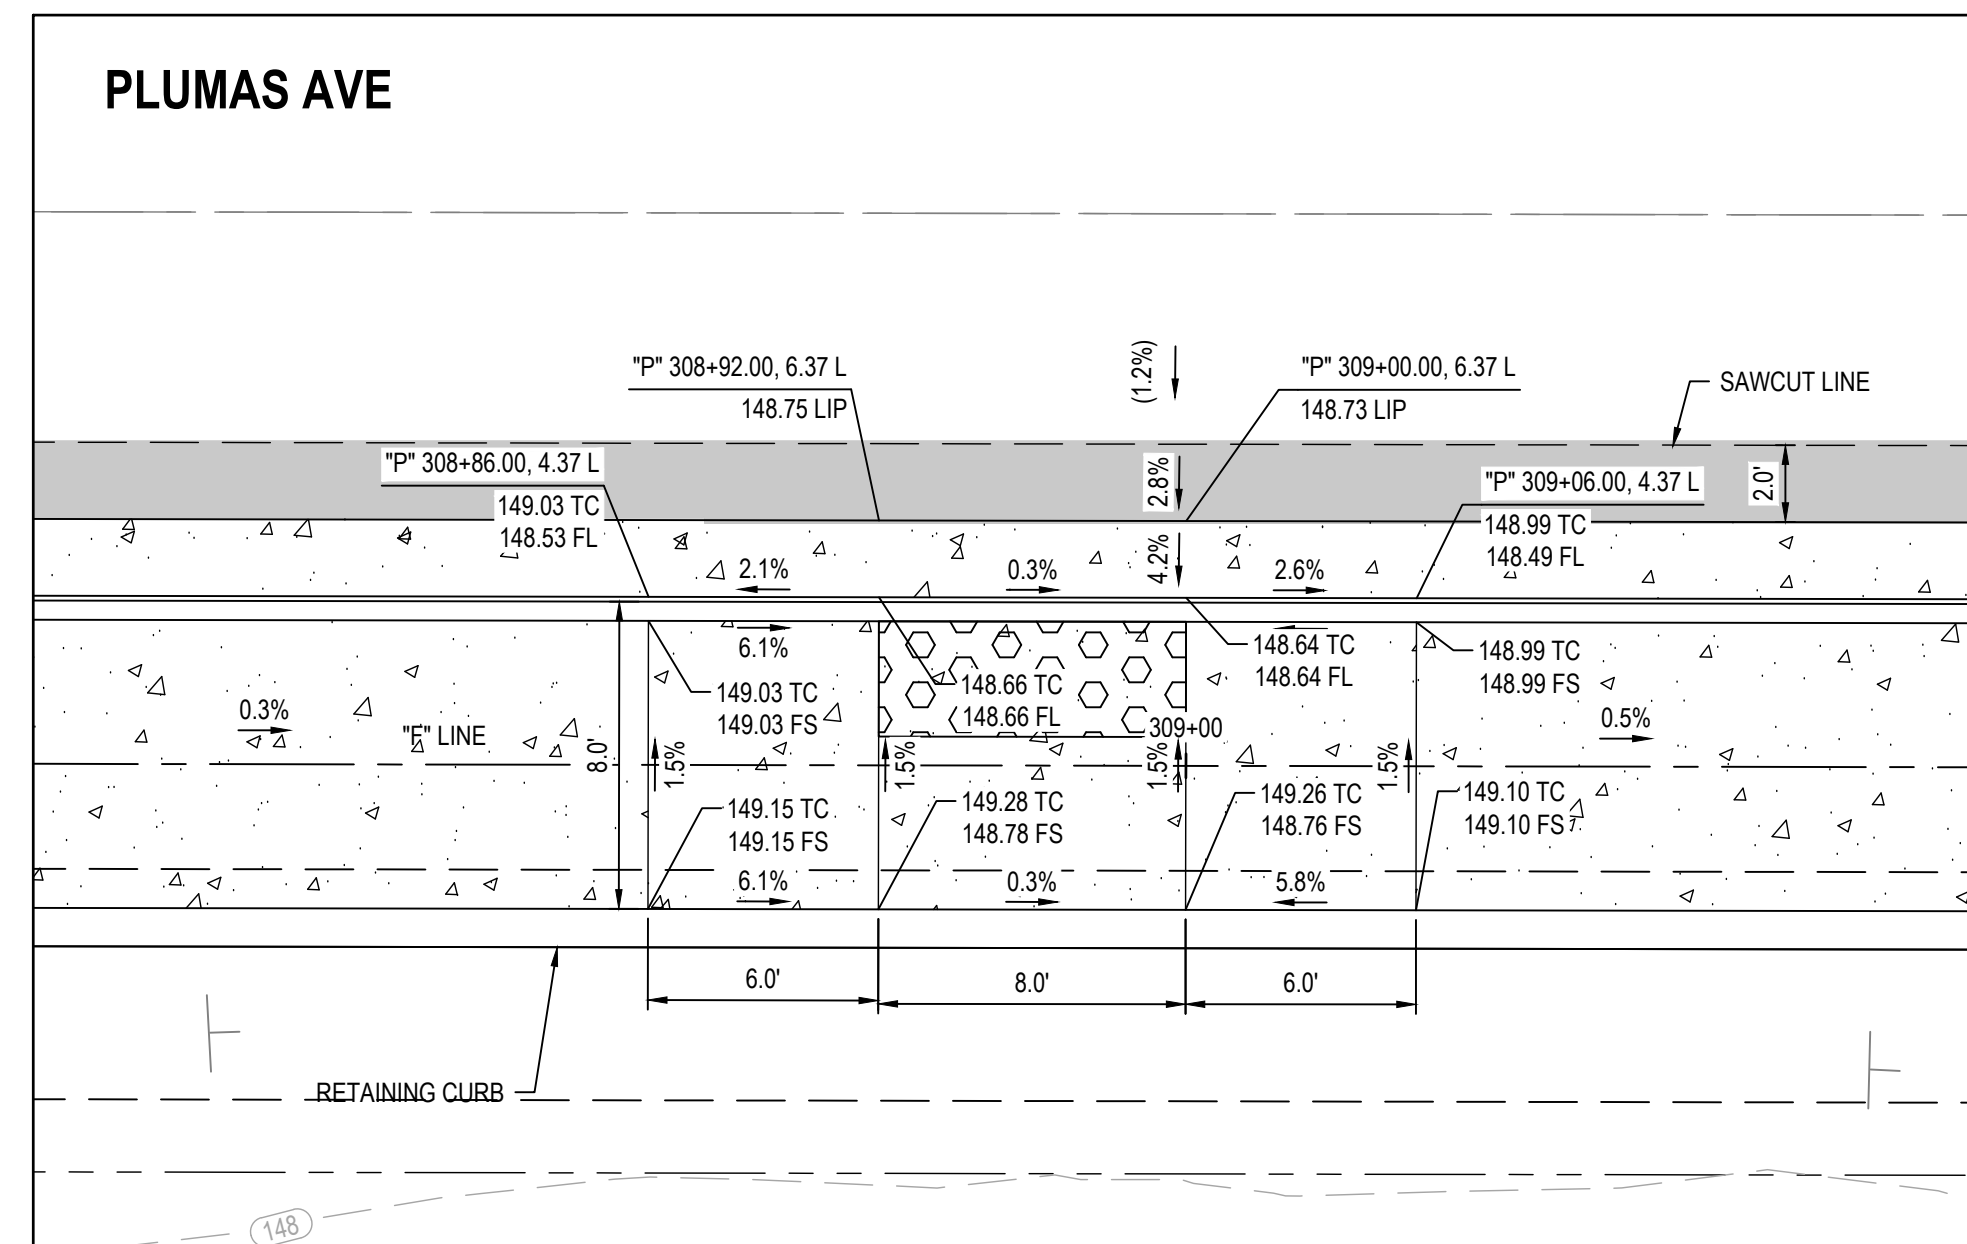 PLUMAS AVE
"P" 308+92.00, 6.37 L
148.75 LIP
(1.2%)
"P" 309+00.00, 6.37 L
148.73 LIP
SAWCUT LINE
"P" 308+86.00, 4.37 L
149.03 TC
148.53 FL
2.8%
"P" 309+06.00, 4.37 L
148.99 TC
148.49 FL
2.0'
2.1%
0.3%
4.2%
2.6%
6.1%
149.03 TC
149.03 FS
148.66 TC
148.66 FL
148.64 TC
148.64 FL
148.99 TC
148.99 FS
0.3%
"F" LINE
8.0'
309+00
0.5%
1.5%
1.5%
1.5%
1.5%
149.15 TC
149.15 FS
149.28 TC
148.78 FS
149.26 TC
148.76 FS
149.10 TC
149.10 FS
6.1%
0.3%
5.8%
6.0'
8.0'
6.0'
RETAINING CURB
148